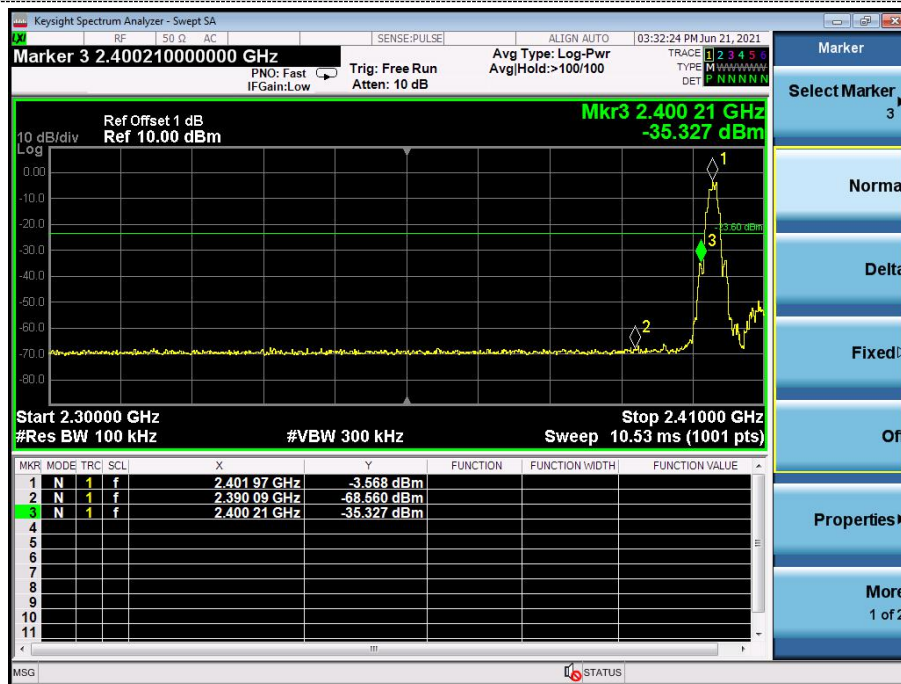 Keysight Spectrum Analyzer - Swept SA
LXI RF 50 Ω AC SENSE:PULSE ALIGN AUTO 03:32:24 PM Jun 21, 2021
Marker 3 2.400210000000 GHz
PNO: Fast
IFGain:Low
Trig: Free Run
Atten: 10 dB
Avg Type: Log-Pwr
Avg|Hold:>100/100
TRACE 1 2 3 4 5 6
TYPE M WWWWW
DET P N N N N N
Mkr3 2.400 21 GHz
-35.327 dBm
Ref Offset 1 dB
10 dB/div Ref 10.00 dBm
Log
0.00
-10.0
-20.0
-30.0
-40.0
-50.0
-60.0
-70.0
-80.0
1
-23.60 dBm
3
2
Start 2.30000 GHz Stop 2.41000 GHz
#Res BW 100 kHz #VBW 300 kHz Sweep 10.53 ms (1001 pts)
MKR MODE TRC SCL X Y FUNCTION FUNCTION WIDTH FUNCTION VALUE
1 N 1 f 2.401 97 GHz -3.568 dBm
2 N 1 f 2.390 09 GHz -68.560 dBm
3 N 1 f 2.400 21 GHz -35.327 dBm
4
5
6
7
8
9
10
11
MSG STATUS
Marker
Select Marker
3
Norma
Delta
Fixed
Of
Properties
More
1 of 2